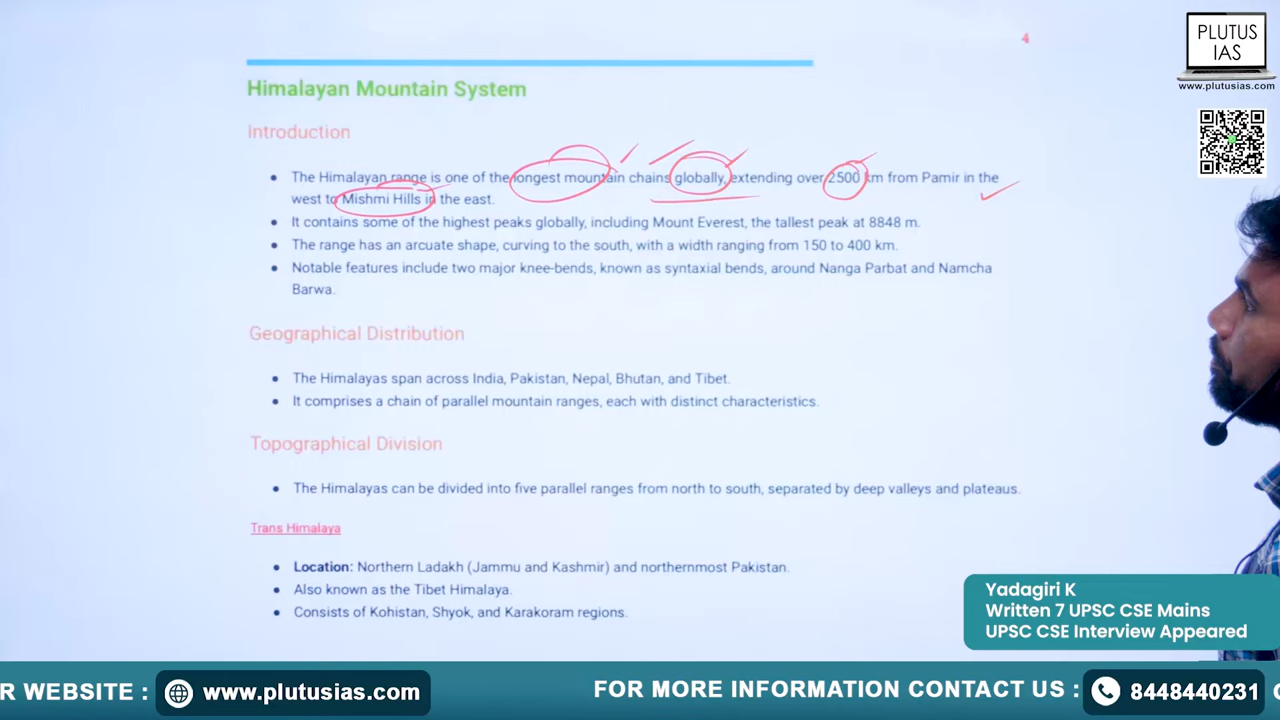 4
PLUTUS
IAS
www.plutusias.com
Himalayan Mountain System
Introduction
• The Himalayan range is one of the longest mountain chains globally, extending over 2500 km from Pamir in the
west to Mishmi Hills in the east.
• It contains some of the highest peaks globally, including Mount Everest, the tallest peak at 8848 m.
• The range has an arcuate shape, curving to the south, with a width ranging from 150 to 400 km.
• Notable features include two major knee-bends, known as syntaxial bends, around Nanga Parbat and Namcha
Barwa.
Geographical Distribution
• The Himalayas span across India, Pakistan, Nepal, Bhutan, and Tibet.
• It comprises a chain of parallel mountain ranges, each with distinct characteristics.
Topographical Division
• The Himalayas can be divided into five parallel ranges from north to south, separated by deep valleys and plateaus.
Trans Himalaya
• Location: Northern Ladakh (Jammu and Kashmir) and northernmost Pakistan.
• Also known as the Tibet Himalaya.
• Consists of Kohistan, Shyok, and Karakoram regions.
Yadagiri K
Written 7 UPSC CSE Mains
UPSC CSE Interview Appeared
R WEBSITE : www.plutusias.com FOR MORE INFORMATION CONTACT US : 8448440231